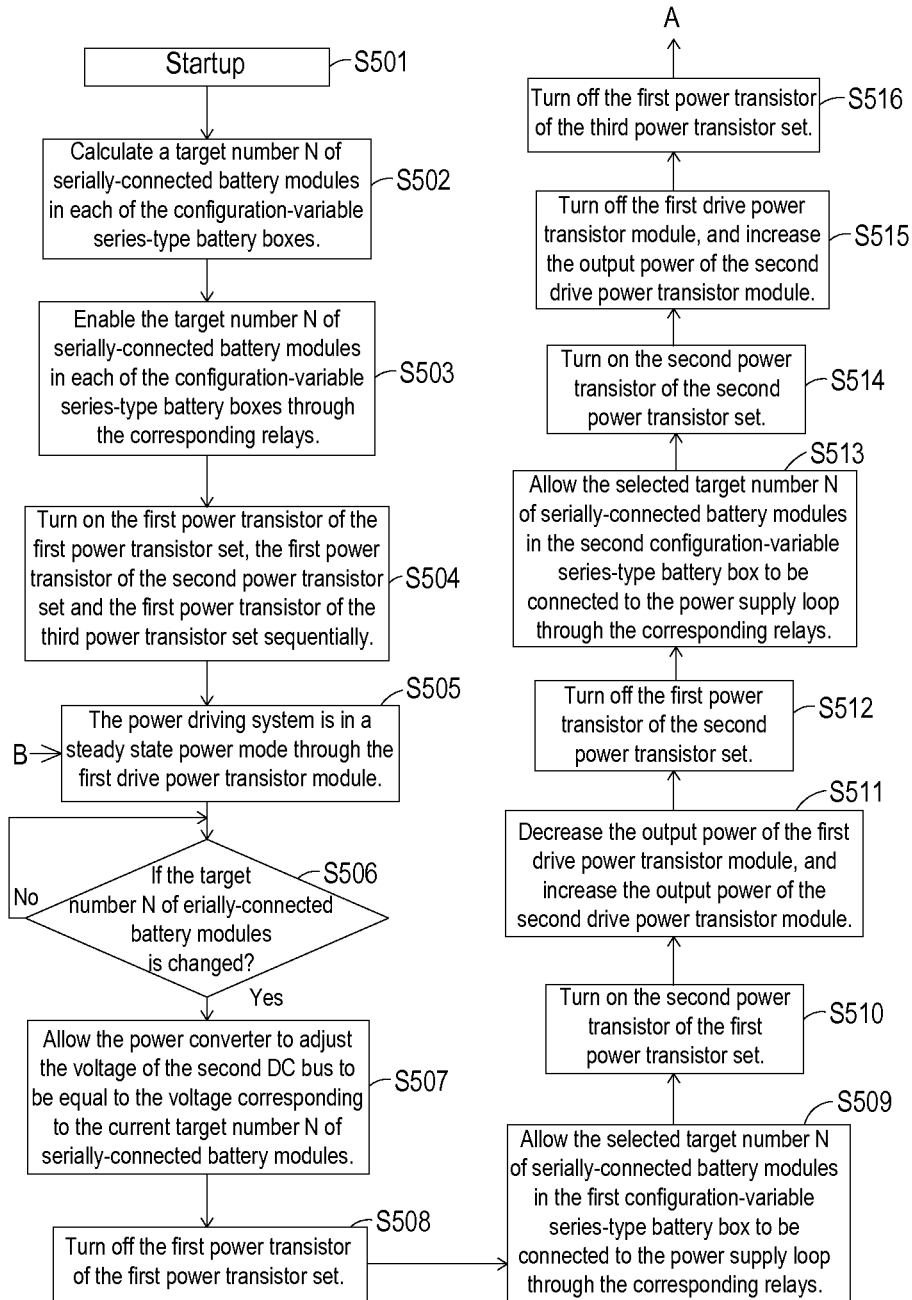 Startup
S501
Calculate a target number N of
serially-connected battery modules
in each of the configuration-variable
series-type battery boxes.
S502
Enable the target number N of
serially-connected battery modules
in each of the configuration-variable
series-type battery boxes through
the corresponding relays.
S503
Turn on the first power transistor of the
first power transistor set, the first power
transistor of the second power transistor
set and the first power transistor of the
third power transistor set sequentially.
S504
S505
The power driving system is in a
steady state power mode through the
first drive power transistor module.
B
S506
If the target
number N of erially-connected
battery modules
is changed?
No
Yes
Allow the power converter to adjust
the voltage of the second DC bus to
be equal to the voltage corresponding
to the current target number N of
serially-connected battery modules.
S507
S508
Turn off the first power transistor
of the first power transistor set.
S509
Allow the selected target number N
of serially-connected battery modules
in the first configuration-variable
series-type battery box to be
connected to the power supply loop
through the corresponding relays.
Turn on the second power
transistor of the first
power transistor set.
S510
S511
Decrease the output power of the first
drive power transistor module, and
increase the output power of the
second drive power transistor module.
Turn off the first power
transistor of the second
power transistor set.
S512
S513
Allow the selected target number N
of serially-connected battery modules
in the second configuration-variable
series-type battery box to be
connected to the power supply loop
through the corresponding relays.
Turn on the second power
transistor of the second
power transistor set.
S514
Turn off the first drive power
transistor module, and increase
the output power of the second
drive power transistor module.
S515
Turn off the first power transistor
of the third power transistor set.
S516
A